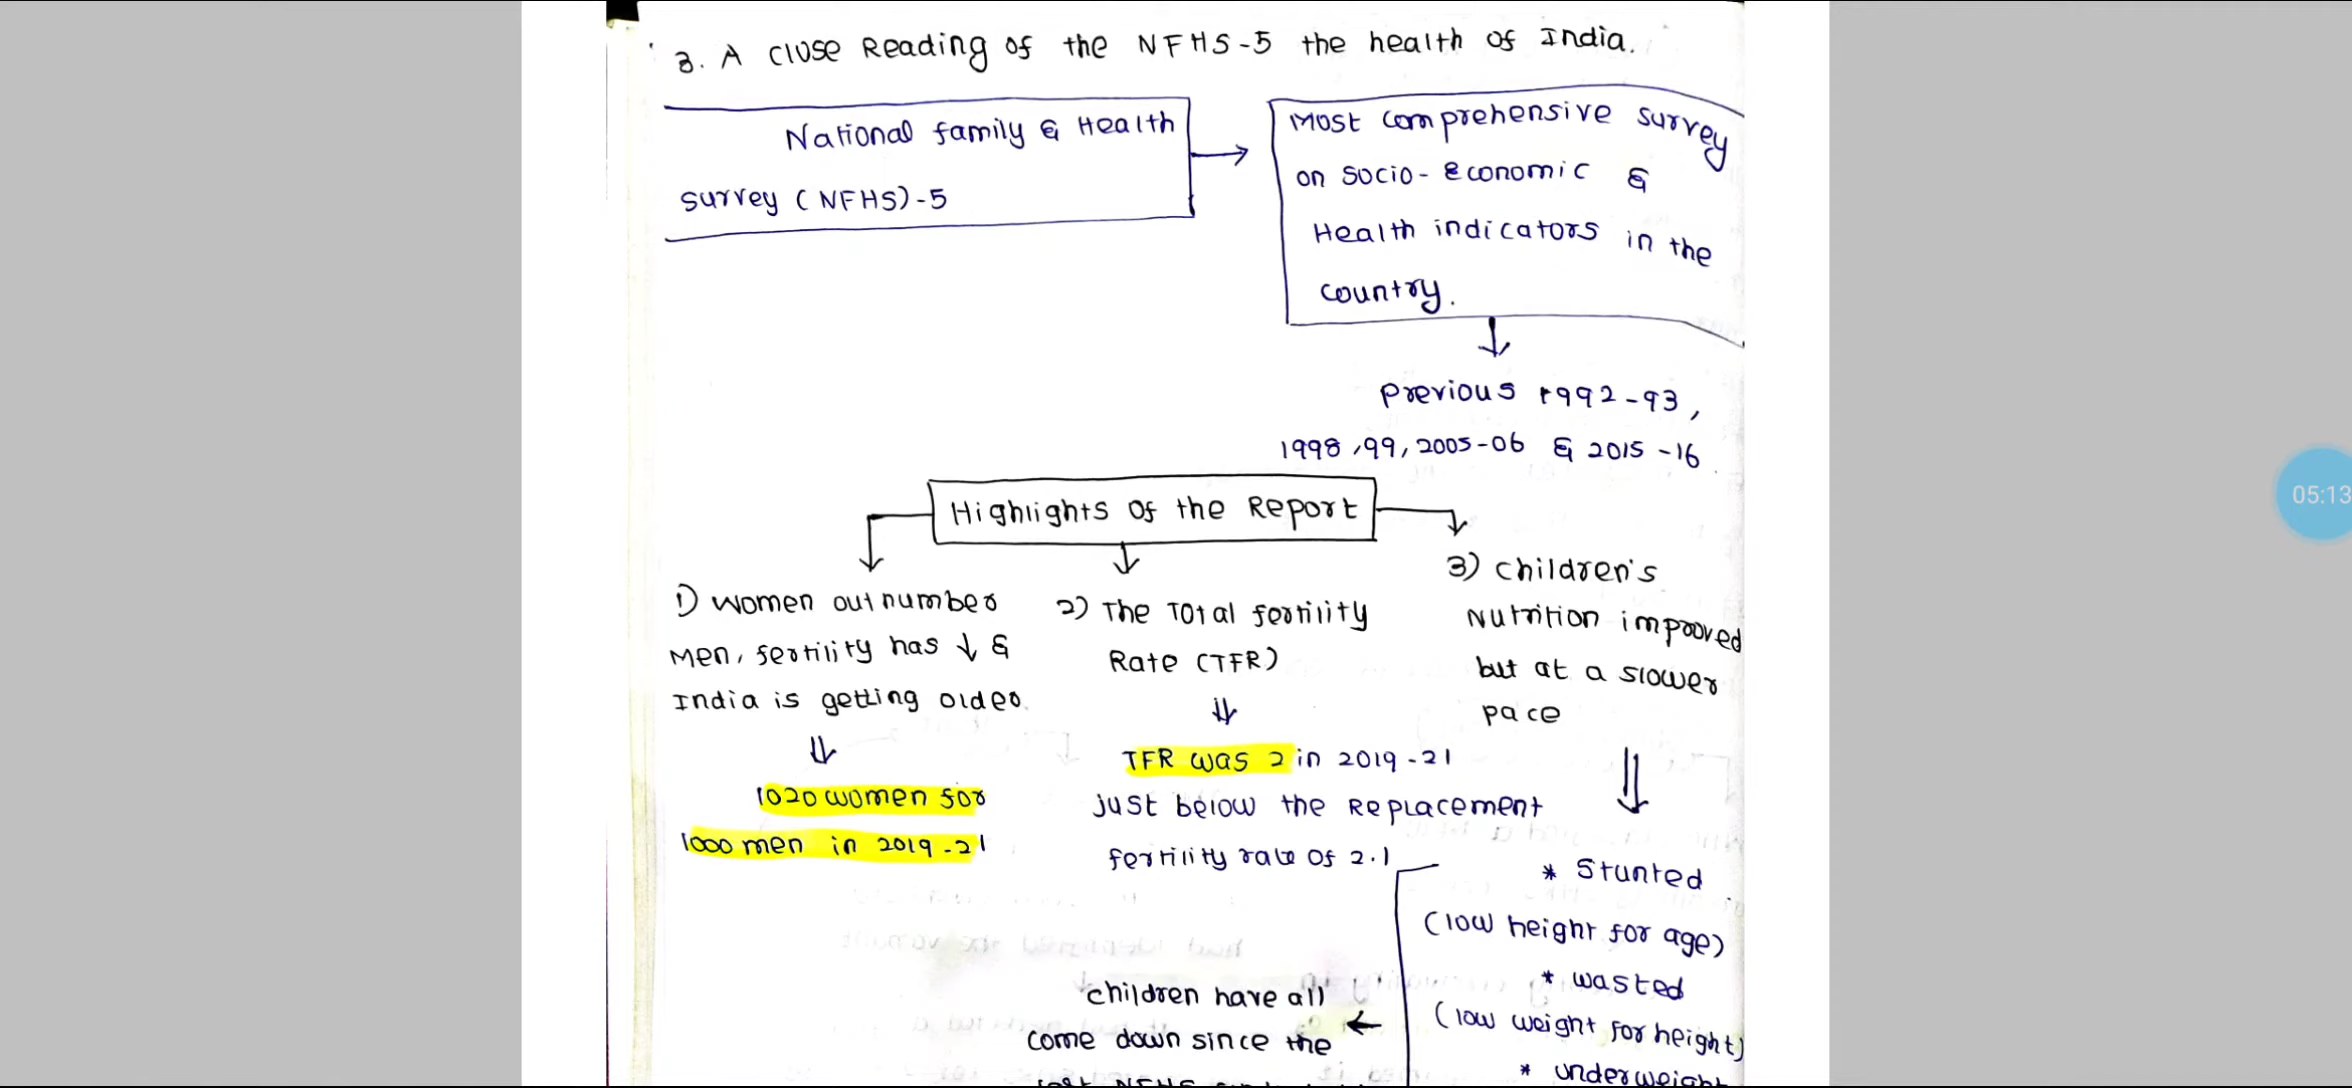 3. A Close Reading of the NFHS-5 the health of India.
National family & Health
Survey (NFHS)-5
Most comprehensive survey
on socio-economic &
Health indicators in the
country.
Previous 1992-93,
1998,99, 2005-06 & 2015-16
Highlights of the Report
1) women outnumber
Men, fertility has ↓ &
India is getting older.
1020 women for
1000 men in 2019-21
2) The Total fertility
Rate (TFR)
TFR was 2 in 2019-21
just below the Replacement
fertility rate of 2.1
3) children's
Nutrition improved
but at a slower
pace
* Stunted
(low height for age)
* wasted
(low weight for height)
* underweight
children have all
come down since the
05:13